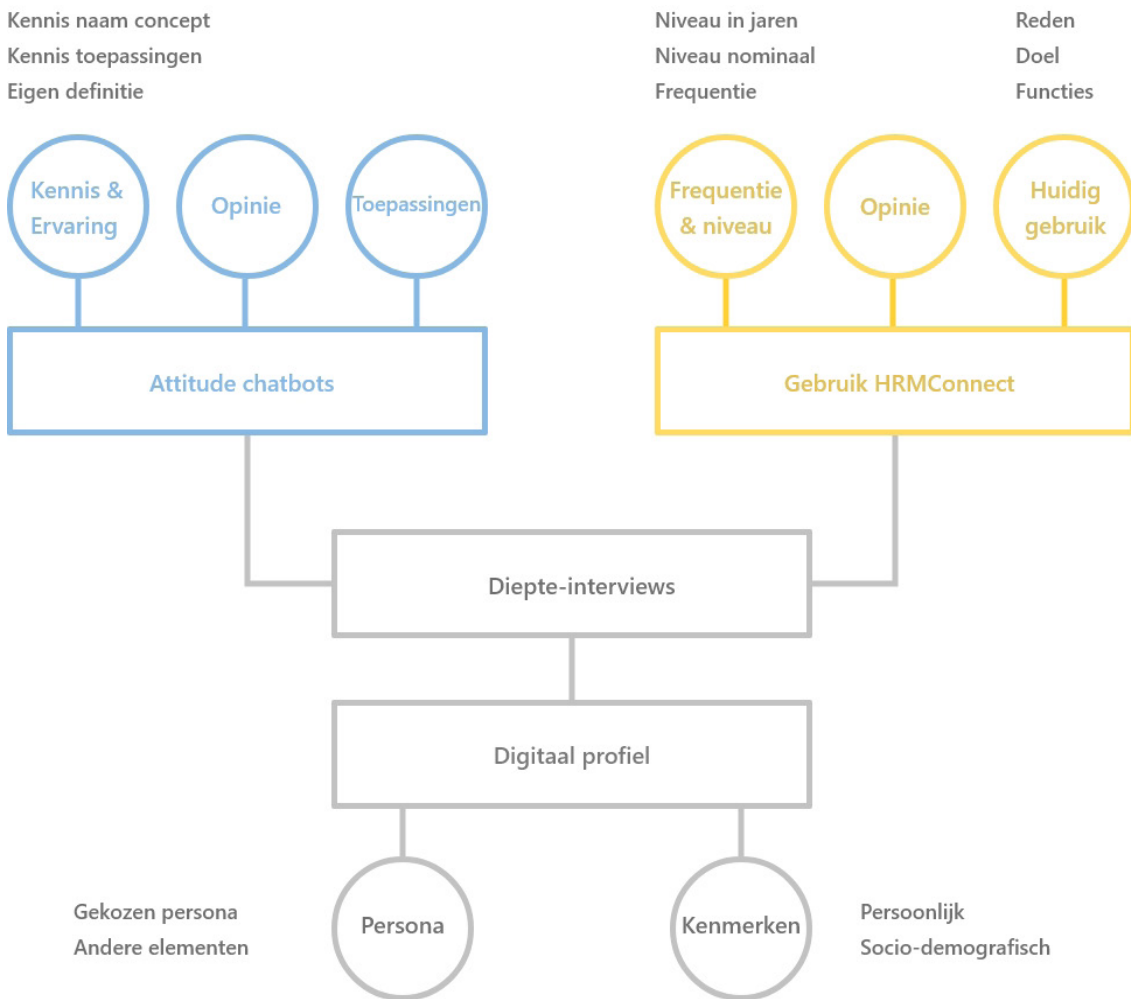 Kennis naam concept
Kennis toepassingen
Eigen definitie
Niveau in jaren
Niveau nominaal
Frequentie
Reden
Doel
Functies
Kennis &
Ervaring
Opinie
Toepassingen
Frequentie
& niveau
Opinie
Huidig
gebruik
Attitude chatbots
Gebruik HRMConnect
Diepte-interviews
Digitaal profiel
Gekozen persona
Andere elementen
Persona
Kenmerken
Persoonlijk
Socio-demografisch